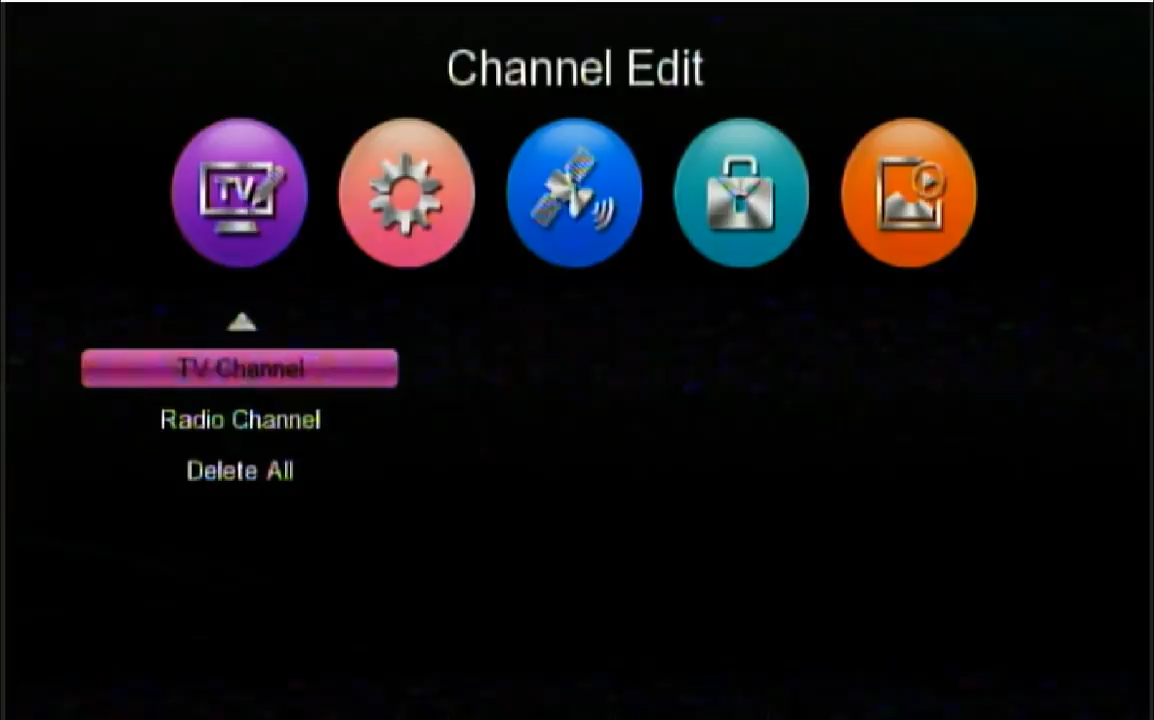 Channel Edit
TV
TV Channel
Radio Channel
Delete All